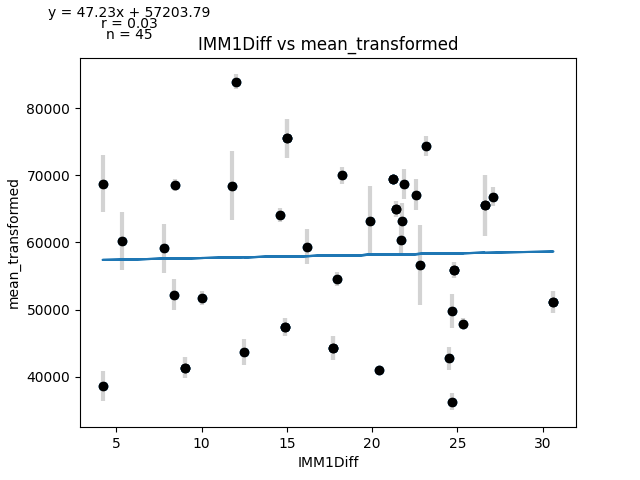 y = 47.23x + 57203.79
r = 0.03
n = 45
IMM1Diff vs mean_transformed
80000
70000
60000
50000
40000
mean_transformed
5 10 15 20 25 30
IMM1Diff